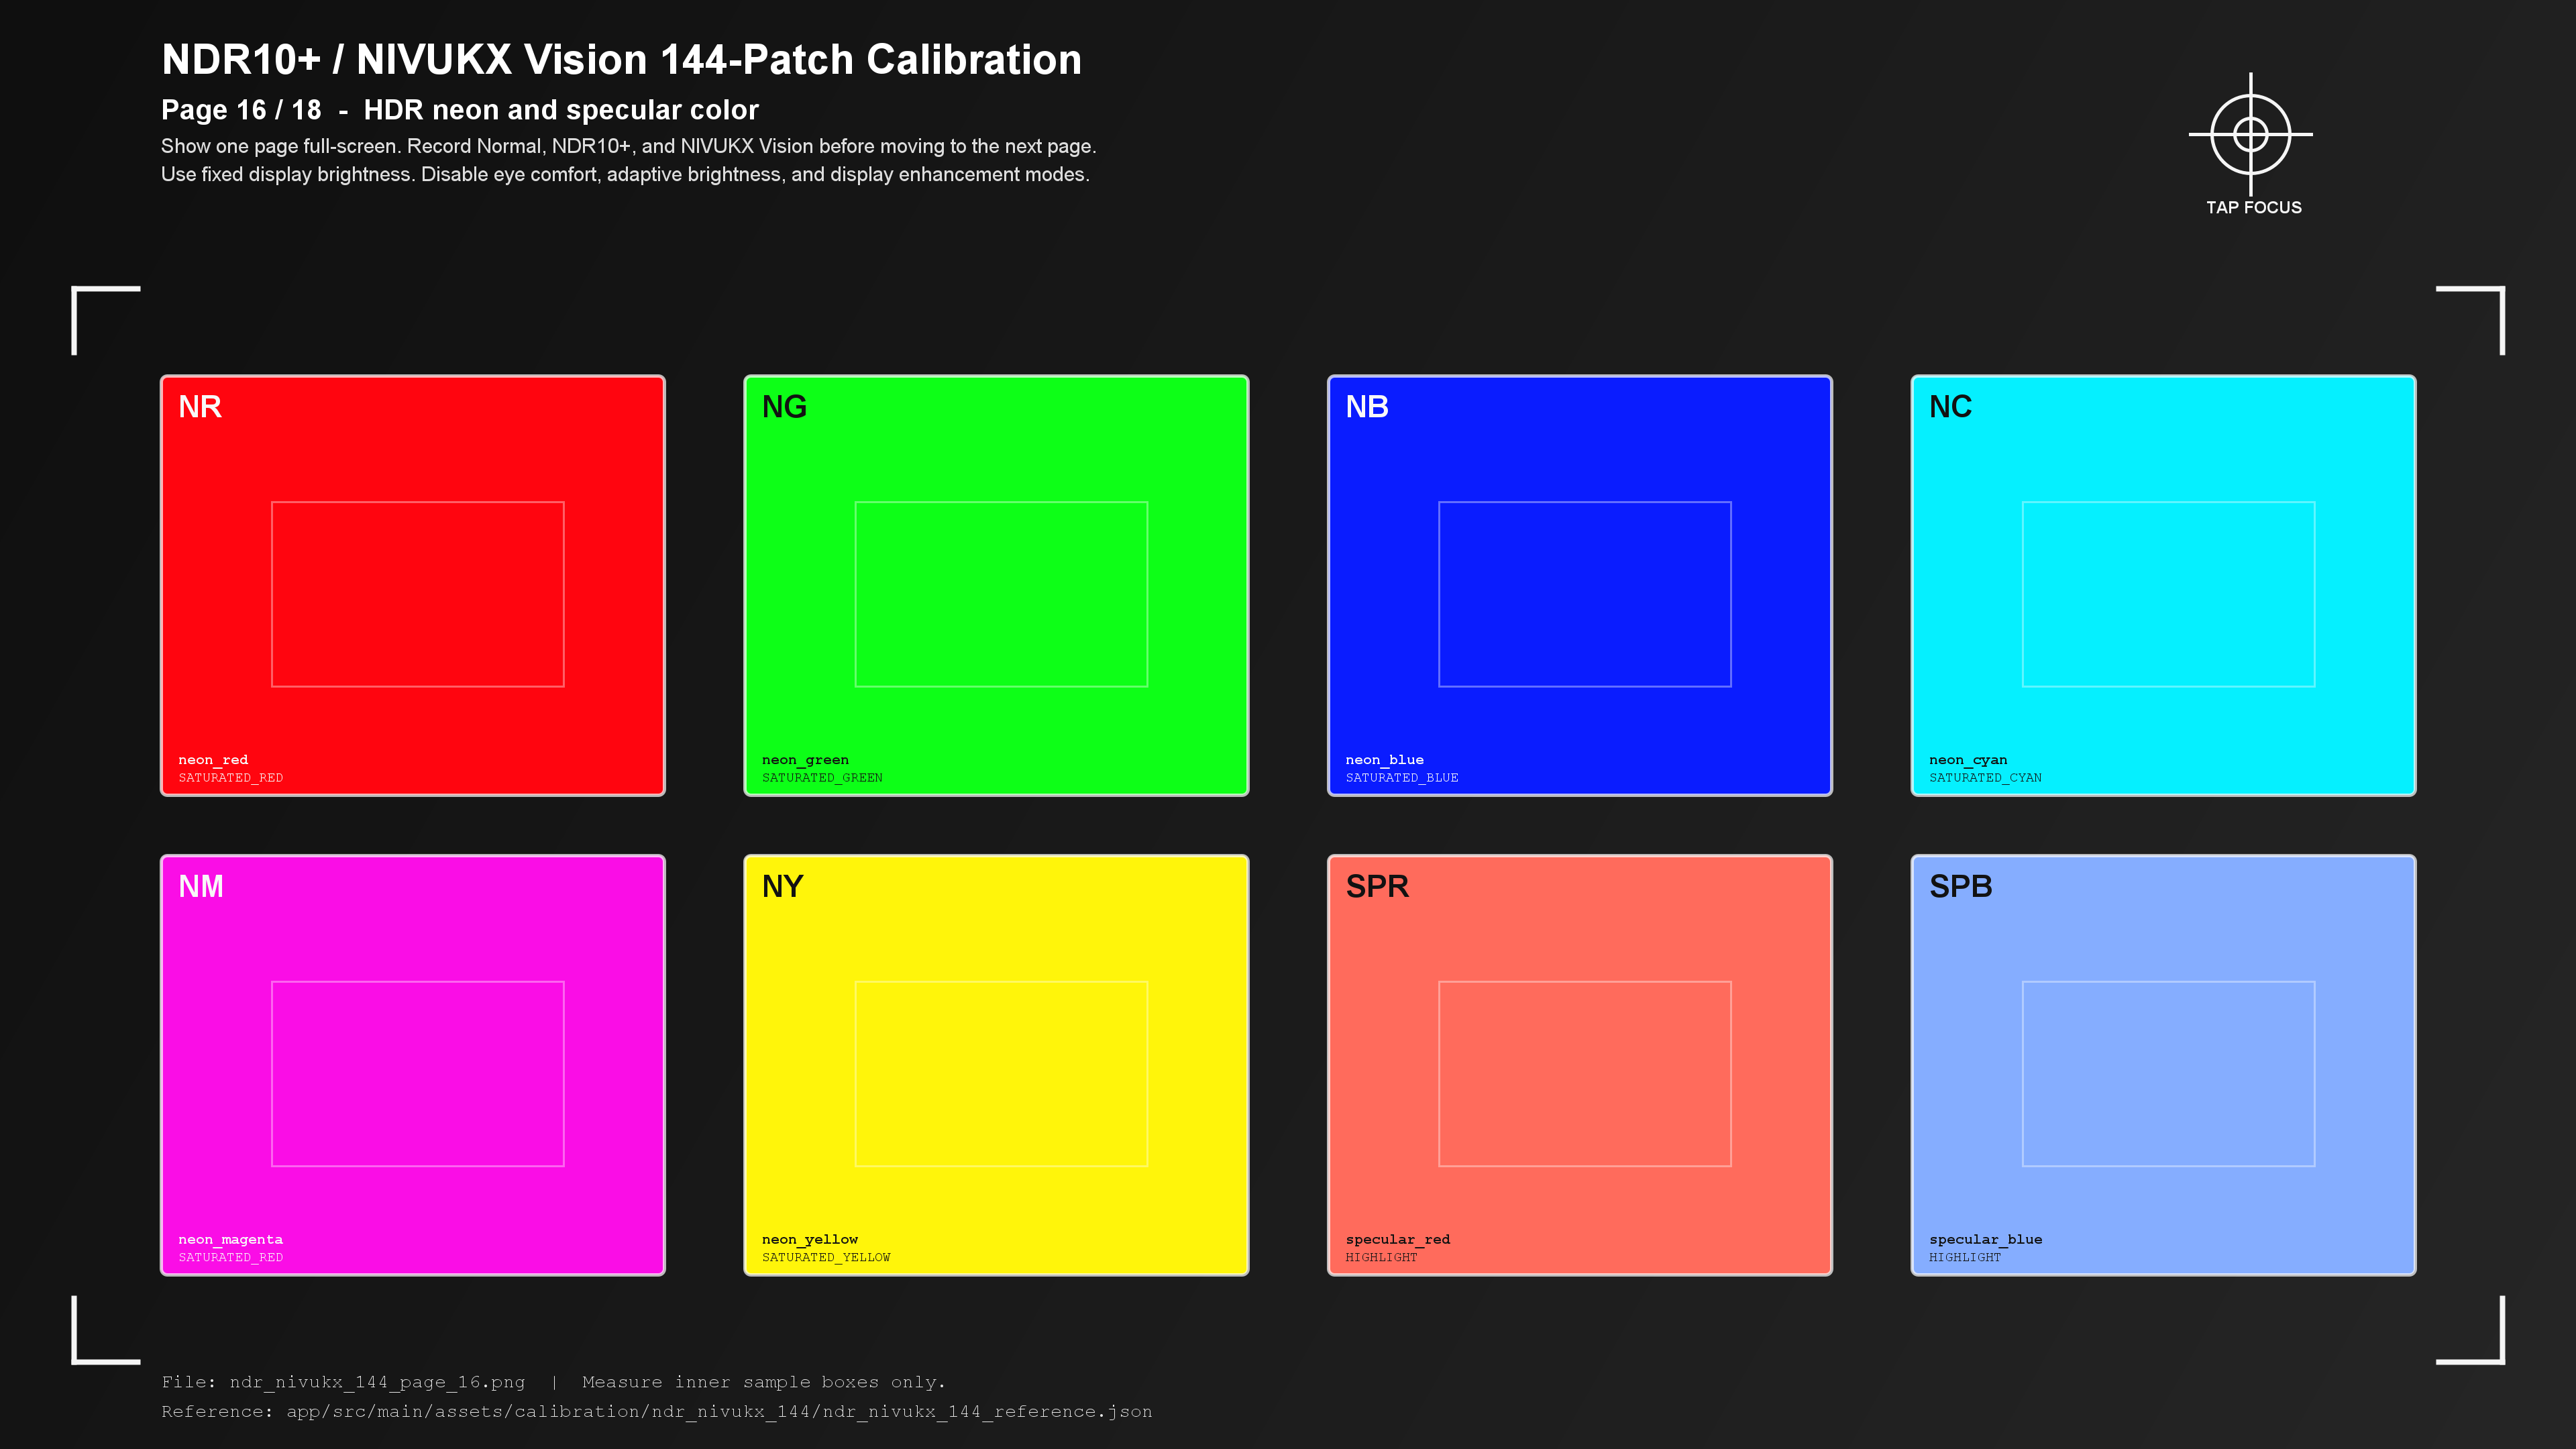 NDR10+ / NIVUKX Vision 144-Patch Calibration
Page 16 / 18  -  HDR neon and specular color
Show one page full-screen. Record Normal, NDR10+, and NIVUKX Vision before moving to the next page.
Use fixed display brightness. Disable eye comfort, adaptive brightness, and display enhancement modes.
TAP FOCUS
NR
neon_red
SATURATED_RED
NG
neon_green
SATURATED_GREEN
NB
neon_blue
SATURATED_BLUE
NC
neon_cyan
SATURATED_CYAN
NM
neon_magenta
SATURATED_RED
NY
neon_yellow
SATURATED_YELLOW
SPR
specular_red
HIGHLIGHT
SPB
specular_blue
HIGHLIGHT
File: ndr_nivukx_144_page_16.png  |  Measure inner sample boxes only.
Reference: app/src/main/assets/calibration/ndr_nivukx_144/ndr_nivukx_144_reference.json